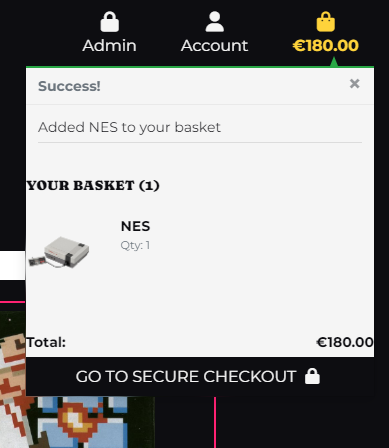 Admin
Account
€180.00
Success!
×
Added NES to your basket
YOUR BASKET (1)
NES
Qty: 1
Total:
€180.00
GO TO SECURE CHECKOUT